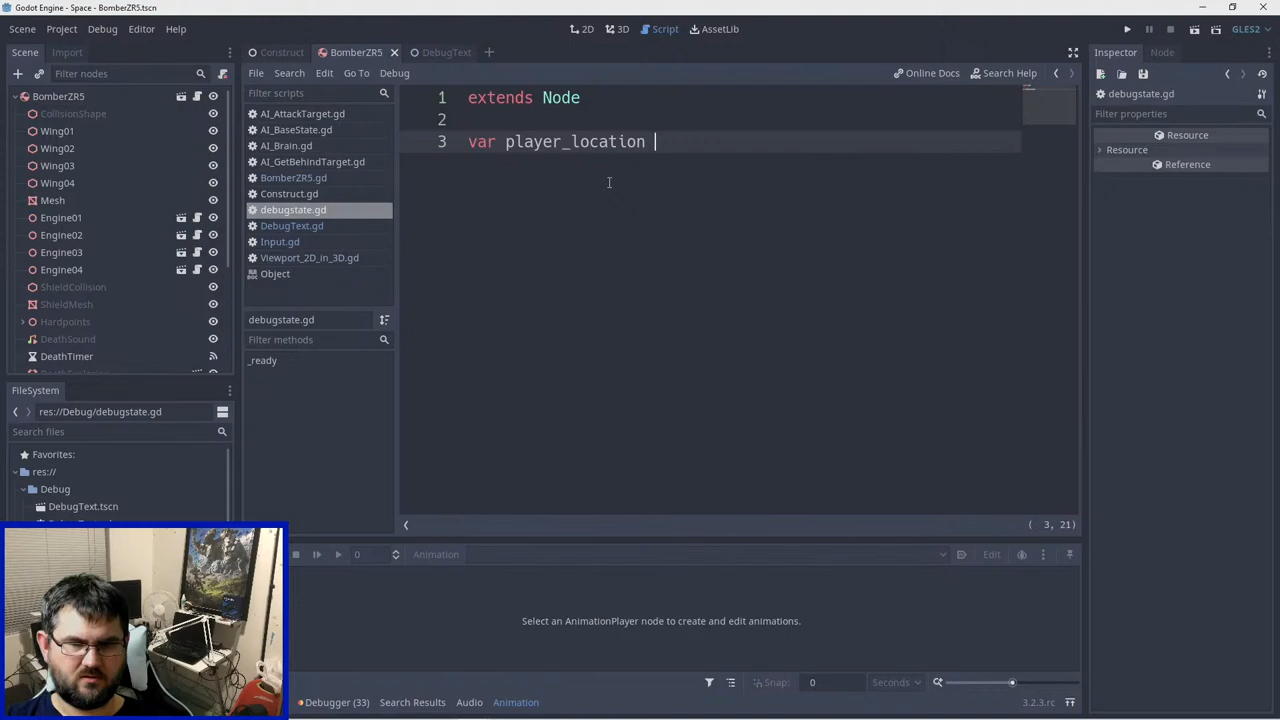 Godot Engine - Space - BomberZR5.tscn
Scene Project Debug Editor Help
2D 3D Script AssetLib
GLES2
Scene Import
Construct BomberZR5 DebugText
Inspector Node
Filter nodes
File Search Edit Go To Debug
Online Docs Search Help
debugstate.gd
Filter scripts
Filter properties
BomberZR5
CollisionShape
Wing01
Wing02
Wing03
Wing04
Mesh
Engine01
Engine02
Engine03
Engine04
ShieldCollision
ShieldMesh
Hardpoints
DeathSound
DeathTimer
AI_AttackTarget.gd
AI_BaseState.gd
AI_Brain.gd
AI_GetBehindTarget.gd
BomberZR5.gd
Construct.gd
debugstate.gd
DebugText.gd
Input.gd
Viewport_2D_in_3D.gd
Object
debugstate.gd
Filter methods
_ready
1 extends Node
2
3 var player_location
( 3, 21)
Resource
Resource
Reference
FileSystem
res://Debug/debugstate.gd
Search files
Favorites:
res://
Debug
DebugText.tscn
0 Animation Edit
Select an AnimationPlayer node to create and edit animations.
Snap: 0 Seconds
Debugger (33) Search Results Audio Animation
3.2.3.rc